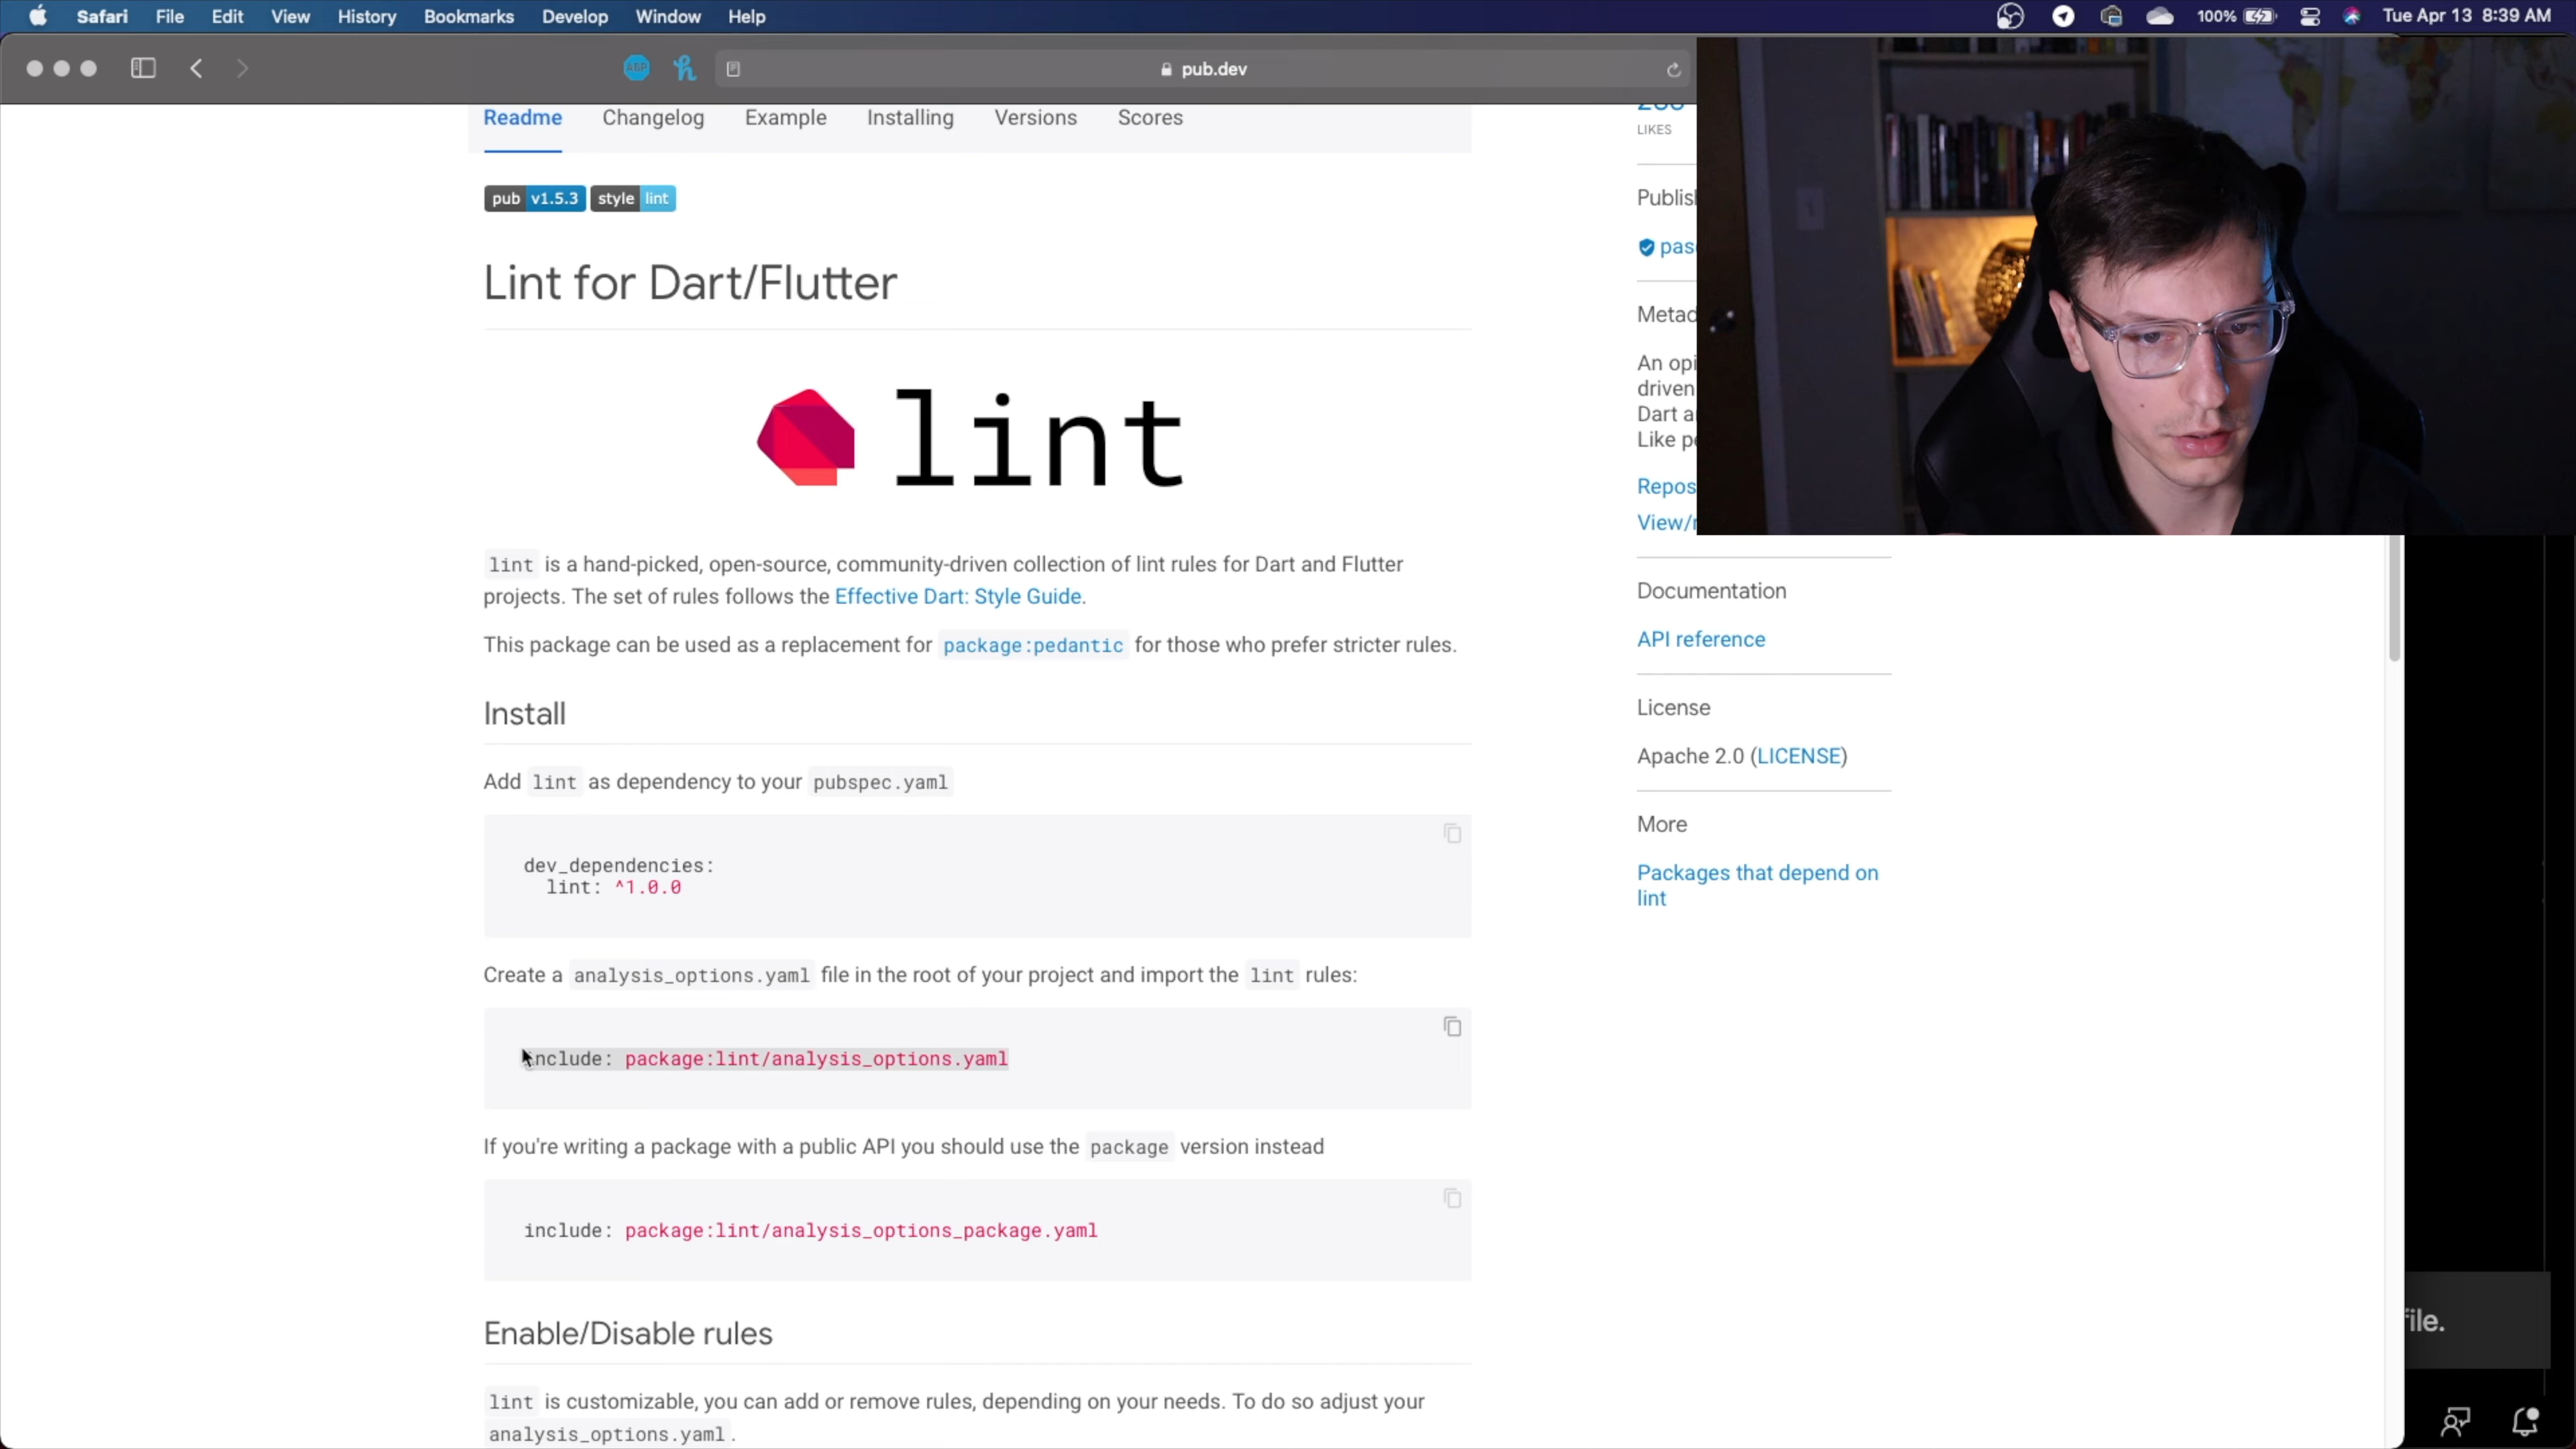 Safari File Edit View History Bookmarks Develop Window Help 100% Tue Apr 13 8:39 AM
ABP pub.dev
Readme Changelog Example Installing Versions Scores
LIKES
pub v1.5.3 style lint
Lint for Dart/Flutter
lint
lint is a hand-picked, open-source, community-driven collection of lint rules for Dart and Flutter
projects. The set of rules follows the Effective Dart: Style Guide.
This package can be used as a replacement for package:pedantic for those who prefer stricter rules.
Install
Add lint as dependency to your pubspec.yaml
dev_dependencies:
lint: ^1.0.0
Create a analysis_options.yaml file in the root of your project and import the lint rules:
include: package:lint/analysis_options.yaml
If you're writing a package with a public API you should use the package version instead
include: package:lint/analysis_options_package.yaml
Enable/Disable rules
lint is customizable, you can add or remove rules, depending on your needs. To do so adjust your
analysis_options.yaml.
An opi
driven
Dart a
Like p
Documentation
API reference
License
Apache 2.0 (LICENSE)
More
Packages that depend on
lint
file.